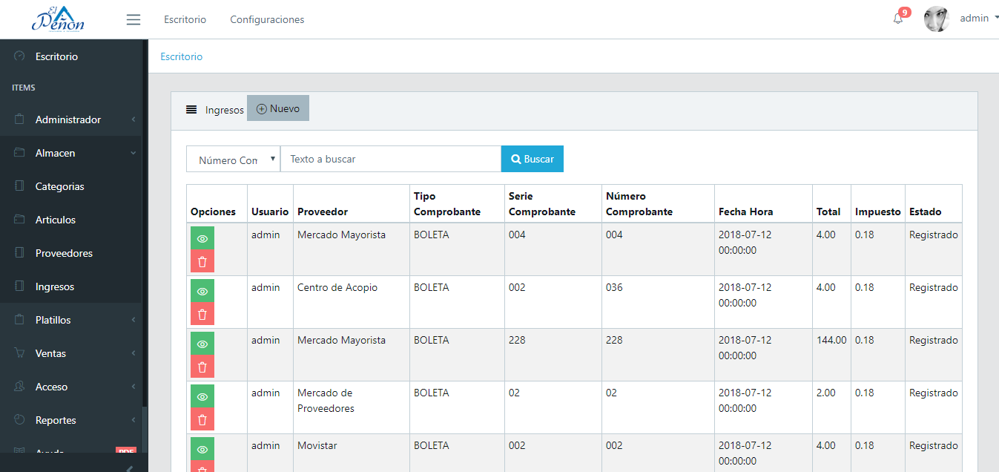 El Peñon
Escritorio
Configuraciones
9
admin
Escritorio
ITEMS
Administrador
Almacen
Categorias
Articulos
Proveedores
Ingresos
Platillos
Ventas
Acceso
Reportes
Ayuda
PDF
Escritorio
Ingresos
Nuevo
Número Com
Texto a buscar
Buscar
Opciones Usuario Proveedor Tipo Comprobante Serie Comprobante Número Comprobante Fecha Hora Total Impuesto Estado
admin Mercado Mayorista BOLETA 004 004 2018-07-12 00:00:00 4.00 0.18 Registrado
admin Centro de Acopio BOLETA 002 036 2018-07-12 00:00:00 4.00 0.18 Registrado
admin Mercado Mayorista BOLETA 228 228 2018-07-12 00:00:00 144.00 0.18 Registrado
admin Mercado de Proveedores BOLETA 02 02 2018-07-12 00:00:00 2.00 0.18 Registrado
admin Movistar BOLETA 002 002 2018-07-12 00:00:00 4.00 0.18 Registrado